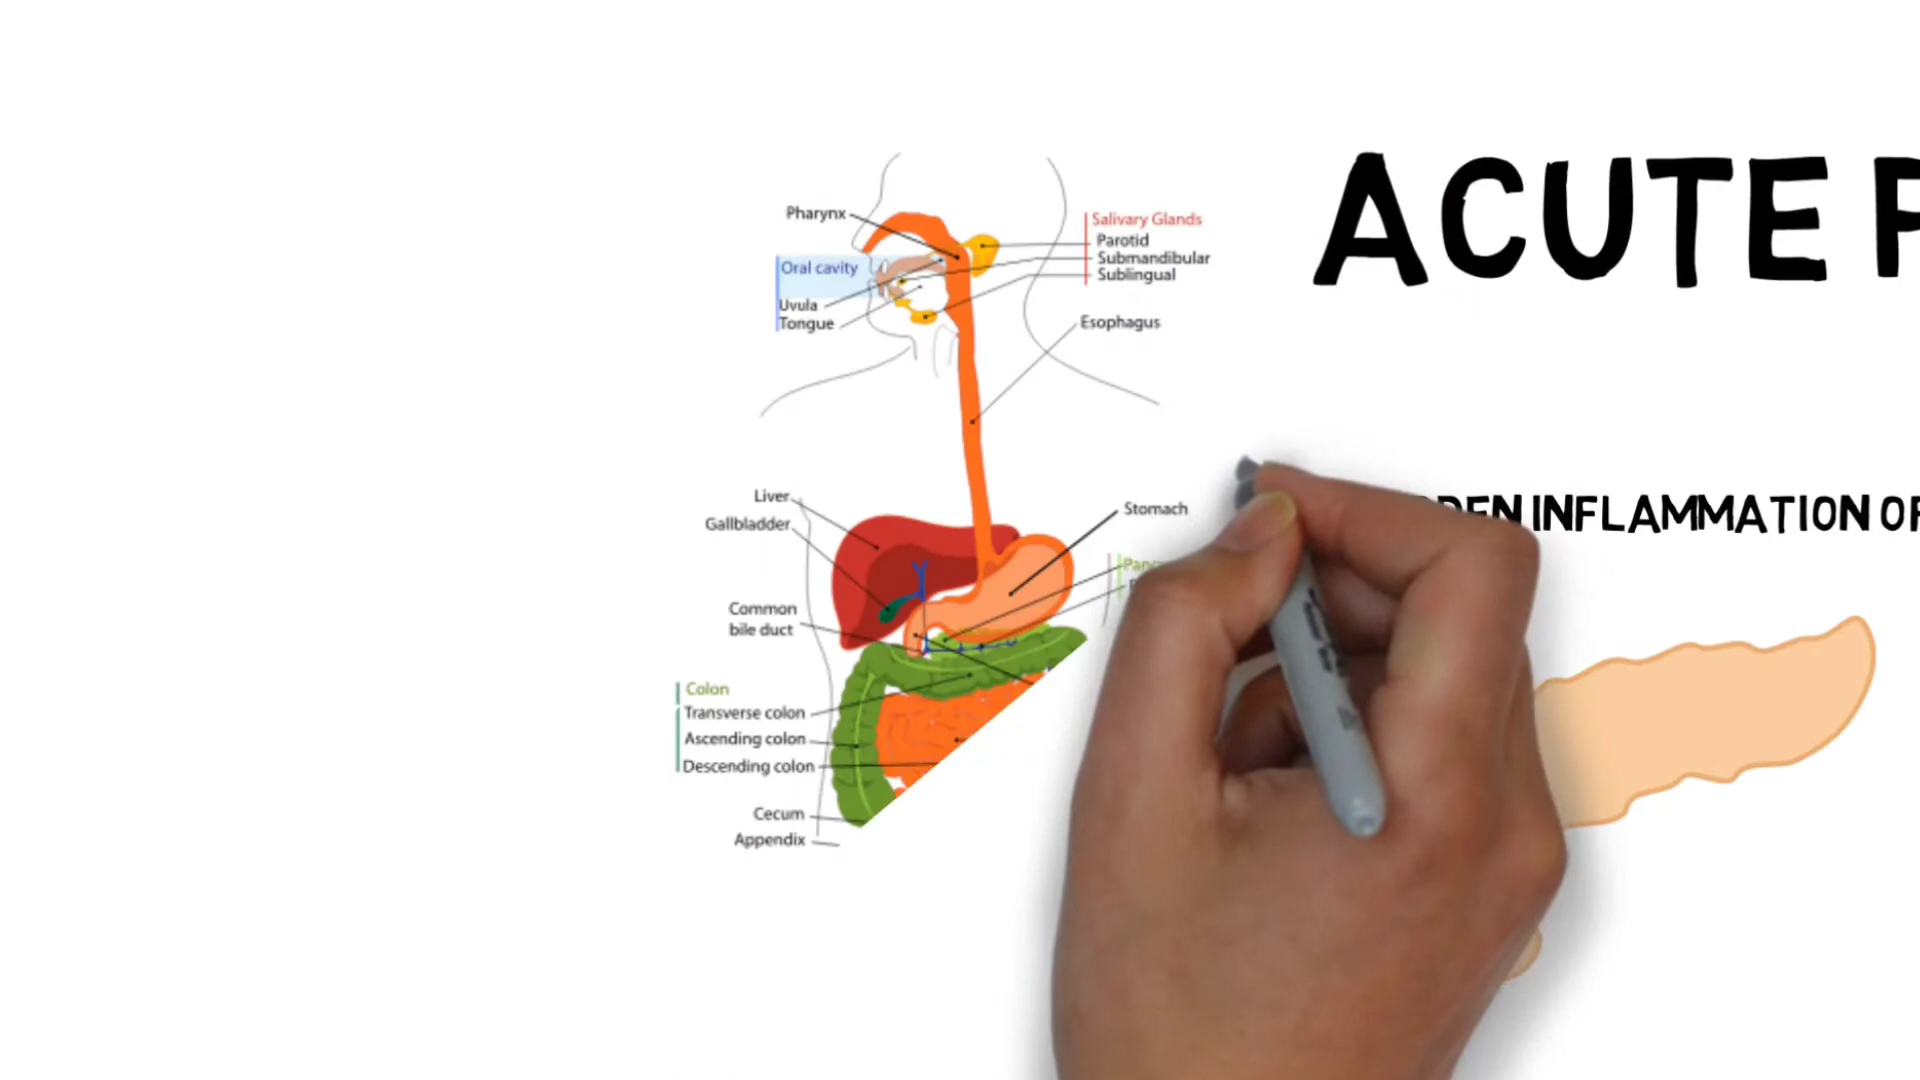 ACUTE
INFLAMMATION
Pharynx
Oral cavity
Uvula
Tongue
Salivary Glands
Parotid
Submandibular
Sublingual
Esophagus
Liver
Gallbladder
Common
bile duct
Stomach
Colon
Transverse colon
Ascending colon
Descending colon
Cecum
Appendix